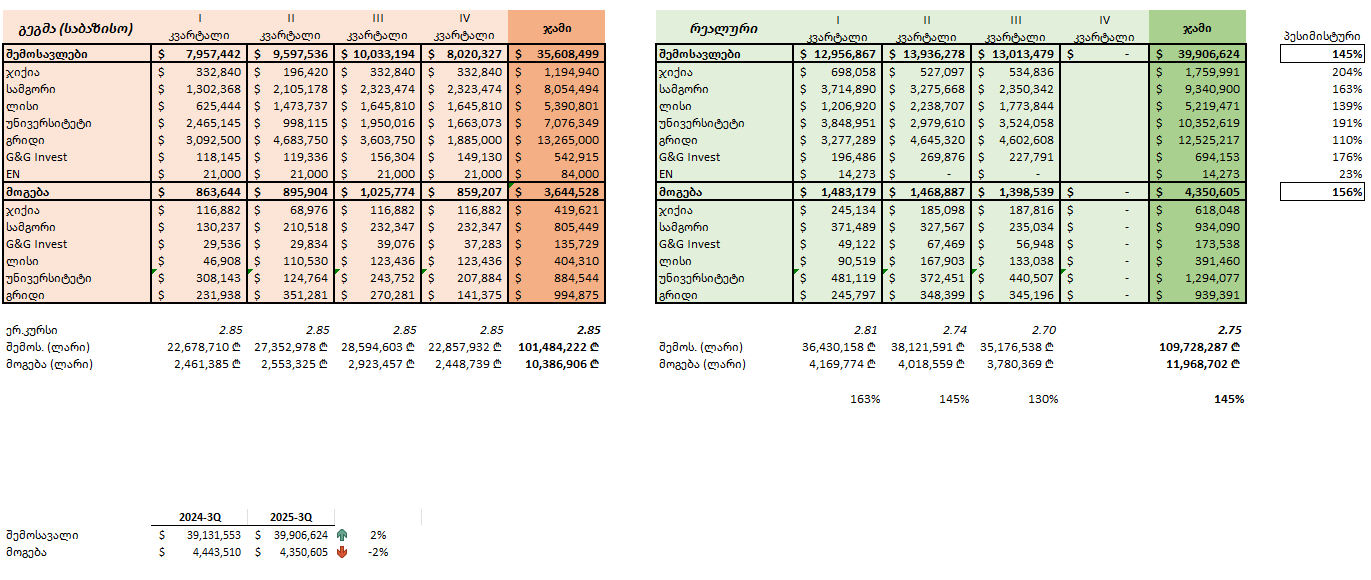 გეგმა (საბაზისო) I კვარტალი II კვარტალი III კვარტალი IV კვარტალი ჯამი
შემოსავლები $ 7,957,442 $ 9,597,536 $ 10,033,194 $ 8,020,327 $ 35,608,499
ჯიქია $ 332,840 $ 196,420 $ 332,840 $ 332,840 $ 1,194,940
სამგორი $ 1,302,368 $ 2,105,178 $ 2,323,474 $ 2,323,474 $ 8,054,494
ლისი $ 625,444 $ 1,473,737 $ 1,645,810 $ 1,645,810 $ 5,390,801
უნივერსიტეტი $ 2,465,145 $ 998,115 $ 1,950,016 $ 1,663,073 $ 7,076,349
გრიდი $ 3,092,500 $ 4,683,750 $ 3,603,750 $ 1,885,000 $ 13,265,000
G&G Invest $ 118,145 $ 119,336 $ 156,304 $ 149,130 $ 542,915
EN $ 21,000 $ 21,000 $ 21,000 $ 21,000 $ 84,000
მოგება $ 863,644 $ 895,904 $ 1,025,774 $ 859,207 $ 3,644,528
ჯიქია $ 116,882 $ 68,976 $ 116,882 $ 116,882 $ 419,621
სამგორი $ 130,237 $ 210,518 $ 232,347 $ 232,347 $ 805,449
G&G Invest $ 29,536 $ 29,834 $ 39,076 $ 37,283 $ 135,729
ლისი $ 46,908 $ 110,530 $ 123,436 $ 123,436 $ 404,310
უნივერსიტეტი $ 308,143 $ 124,764 $ 243,752 $ 207,884 $ 884,544
გრიდი $ 231,938 $ 351,281 $ 270,281 $ 141,375 $ 994,875
ერ.კურსი 2.85 2.85 2.85 2.85 2.85
შემოს. (ლარი) 22,678,710 ₾ 27,352,978 ₾ 28,594,603 ₾ 22,857,932 ₾ 101,484,222 ₾
მოგება (ლარი) 2,461,385 ₾ 2,553,325 ₾ 2,923,457 ₾ 2,448,739 ₾ 10,386,906 ₾
რეალური I კვარტალი II კვარტალი III კვარტალი IV კვარტალი ჯამი პესიმისტური
შემოსავლები $ 12,956,867 $ 13,936,278 $ 13,013,479 $ - $ 39,906,624 145%
ჯიქია $ 698,058 $ 527,097 $ 534,836 $ 1,759,991 204%
სამგორი $ 3,714,890 $ 3,275,668 $ 2,350,342 $ 9,340,900 163%
ლისი $ 1,206,920 $ 2,238,707 $ 1,773,844 $ 5,219,471 139%
უნივერსიტეტი $ 3,848,951 $ 2,979,610 $ 3,524,058 $ 10,352,619 191%
გრიდი $ 3,277,289 $ 4,645,320 $ 4,602,608 $ 12,525,217 110%
G&G Invest $ 196,486 $ 269,876 $ 227,791 $ 694,153 176%
EN $ 14,273 $ - $ - $ 14,273 23%
მოგება $ 1,483,179 $ 1,468,887 $ 1,398,539 $ - $ 4,350,605 156%
ჯიქია $ 245,134 $ 185,098 $ 187,816 $ - $ 618,048
სამგორი $ 371,489 $ 327,567 $ 235,034 $ - $ 934,090
G&G Invest $ 49,122 $ 67,469 $ 56,948 $ - $ 173,538
ლისი $ 90,519 $ 167,903 $ 133,038 $ - $ 391,460
უნივერსიტეტი $ 481,119 $ 372,451 $ 440,507 $ - $ 1,294,077
გრიდი $ 245,797 $ 348,399 $ 345,196 $ - $ 939,391
2.81 2.74 2.70 2.75
შემოს. (ლარი) 36,430,158 ₾ 38,121,591 ₾ 35,176,538 ₾ 109,728,287 ₾
მოგება (ლარი) 4,169,774 ₾ 4,018,559 ₾ 3,780,369 ₾ 11,968,702 ₾
163% 145% 130% 145%
2024-3Q 2025-3Q
შემოსავალი $ 39,131,553 $ 39,906,624 2%
მოგება $ 4,443,510 $ 4,350,605 -2%